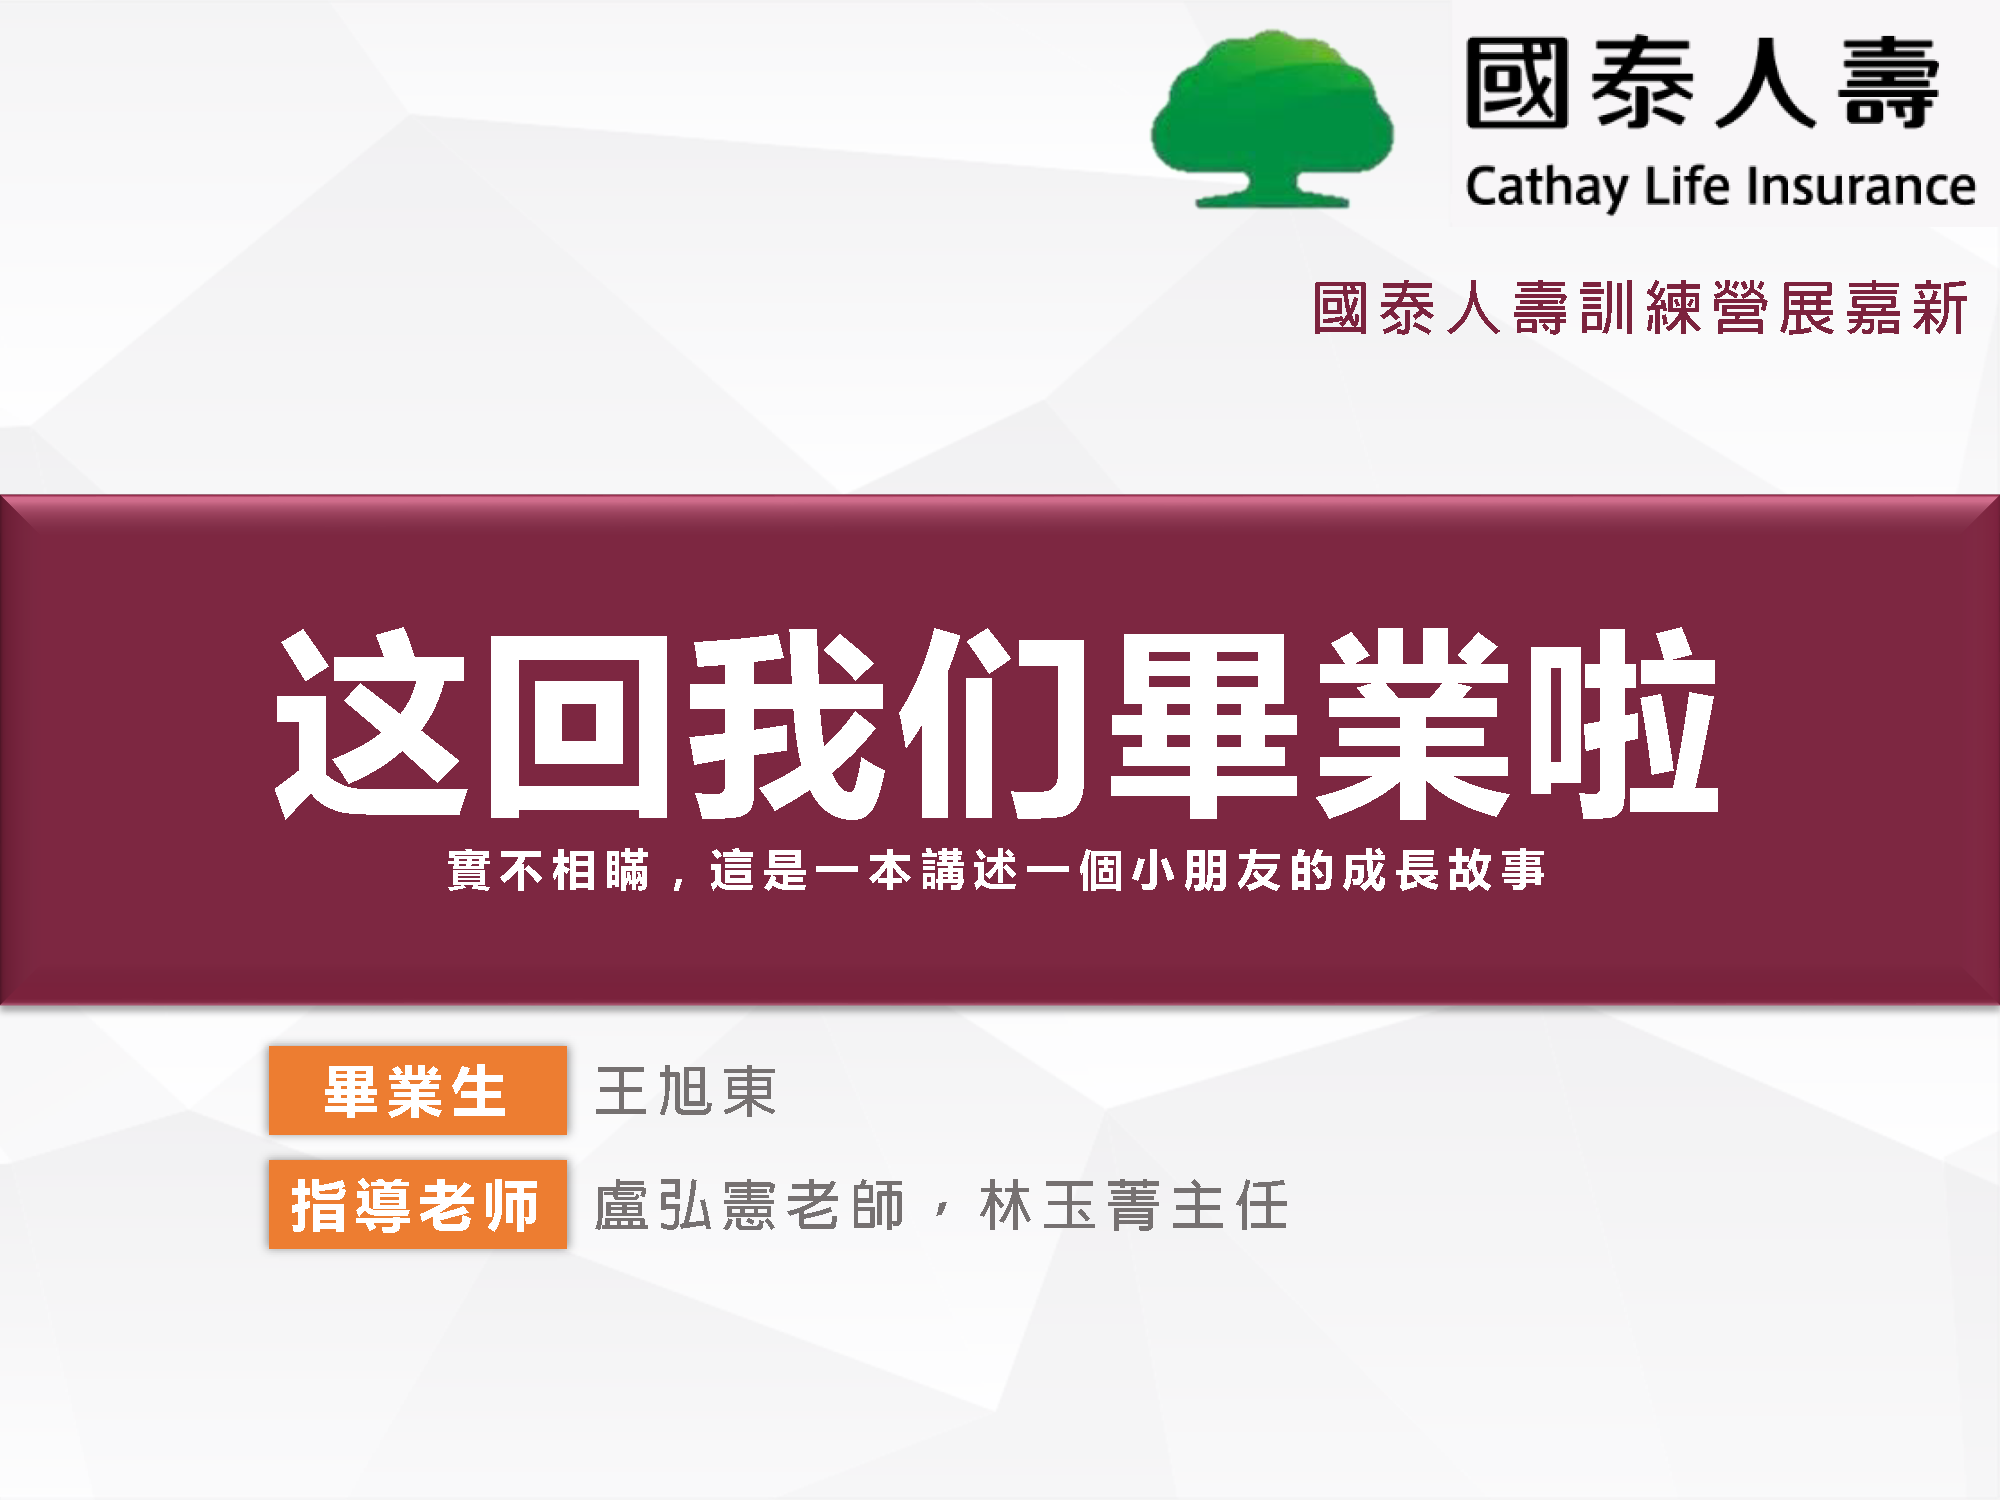 國泰人壽
Cathay Life Insurance
國泰人壽訓練營展嘉新
这回我们畢業啦
實不相瞞，這是一本講述一個小朋友的成長故事
畢業生 王旭東
指導老师 盧弘憲老師，林玉菁主任